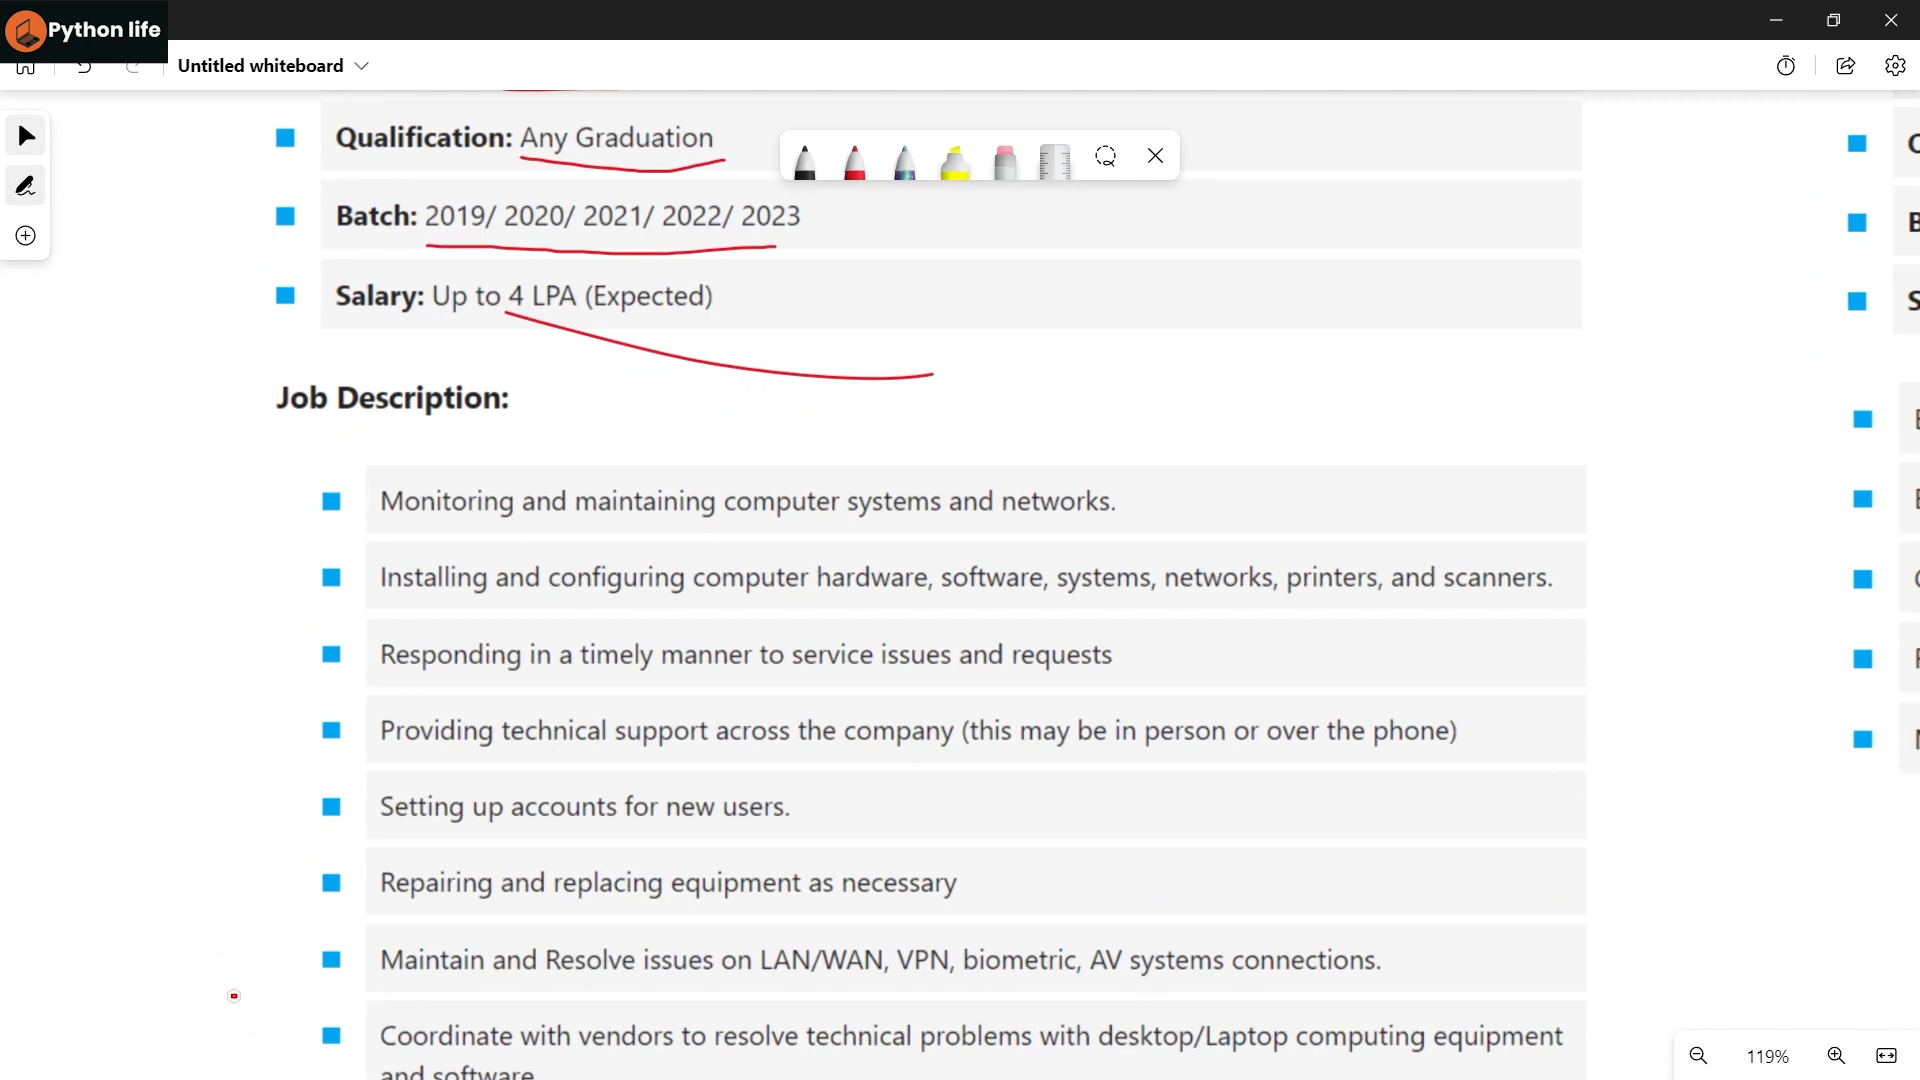 Python life
Untitled whiteboard
Qualification: Any Graduation
Batch: 2019/ 2020/ 2021/ 2022/ 2023
Salary: Up to 4 LPA (Expected)
Job Description:
Monitoring and maintaining computer systems and networks.
Installing and configuring computer hardware, software, systems, networks, printers, and scanners.
Responding in a timely manner to service issues and requests
Providing technical support across the company (this may be in person or over the phone)
Setting up accounts for new users.
Repairing and replacing equipment as necessary
Maintain and Resolve issues on LAN/WAN, VPN, biometric, AV systems connections.
Coordinate with vendors to resolve technical problems with desktop/Laptop computing equipment
and software
119%